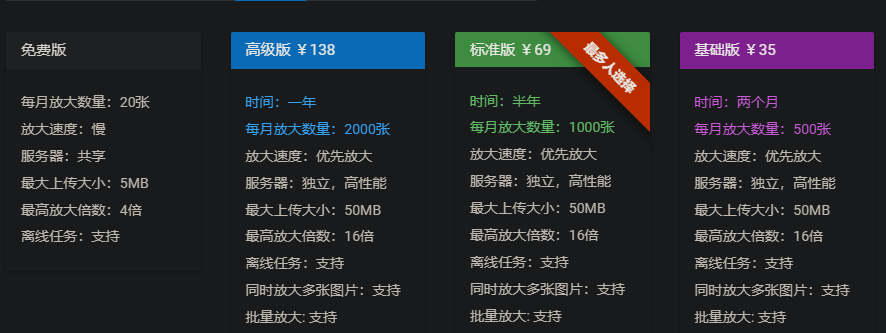 免费版
每月放大数量：20张
放大速度：慢
服务器：共享
最大上传大小：5MB
最高放大倍数：4倍
离线任务：支持
高级版 ￥138
时间：一年
每月放大数量：2000张
放大速度：优先放大
服务器：独立，高性能
最大上传大小：50MB
最高放大倍数：16倍
离线任务：支持
同时放大多张图片：支持
批量放大: 支持
标准版 ￥69
最多人选择
时间：半年
每月放大数量：1000张
放大速度：优先放大
服务器：独立，高性能
最大上传大小：50MB
最高放大倍数：16倍
离线任务：支持
同时放大多张图片：支持
批量放大: 支持
基础版 ￥35
时间：两个月
每月放大数量：500张
放大速度：优先放大
服务器：独立，高性能
最大上传大小：50MB
最高放大倍数：16倍
离线任务：支持
同时放大多张图片：支持
批量放大: 支持